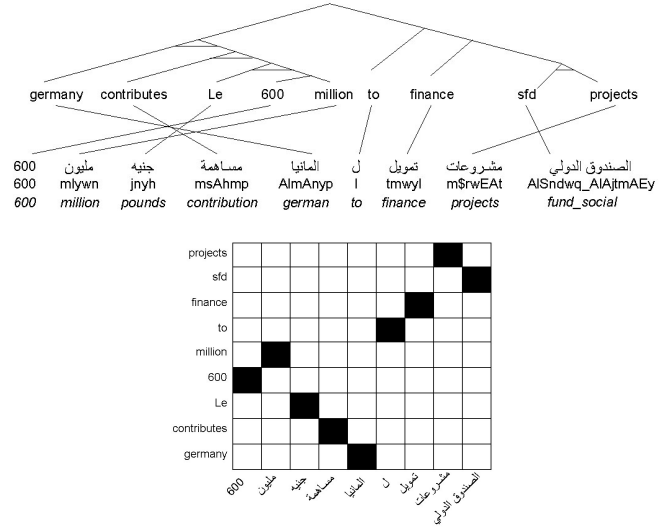 germany contributes Le 600 million to finance sfd projects
600 مليون جنيه مساهمة المانيا ل تمويل مشروعات الصندوق الدولي
600 mlywn jnyh msAhmp AlmAnyp l tmwyl m$rwEAt AlSndwq_AlAjtmAEy
600 million pounds contribution german to finance projects fund_social
projects
sfd
finance
to
million
600
Le
contributes
germany
600 مليون جنيه مساهمة المانيا ل تمويل مشروعات الصندوق الدولي